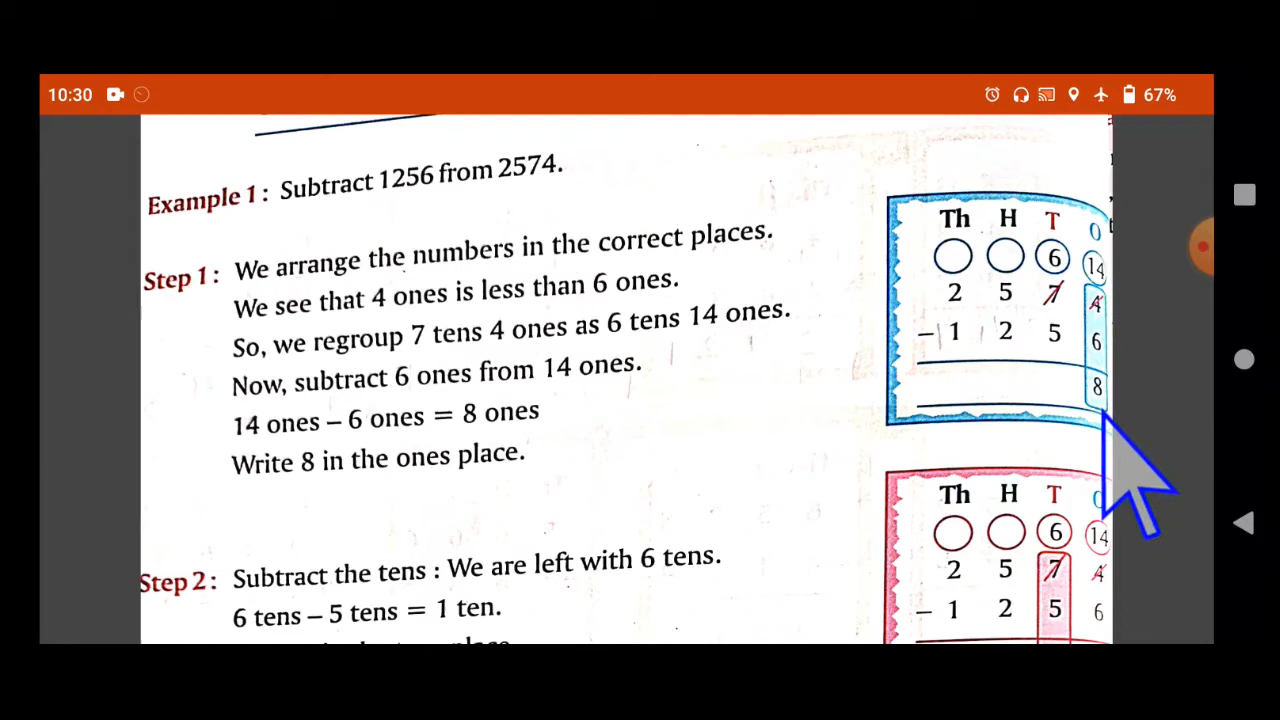 10:30
67%
Example 1 : Subtract 1256 from 2574.
Step 1 : We arrange the numbers in the correct places.
We see that 4 ones is less than 6 ones.
So, we regroup 7 tens 4 ones as 6 tens 14 ones.
Now, subtract 6 ones from 14 ones.
14 ones – 6 ones = 8 ones
Write 8 in the ones place.
Th H T O
6 14
2 5 7 4
– 1 2 5 6
8
Step 2 : Subtract the tens : We are left with 6 tens.
6 tens – 5 tens = 1 ten.
place
Th H T O
6 14
2 5 7 4
– 1 2 5 6